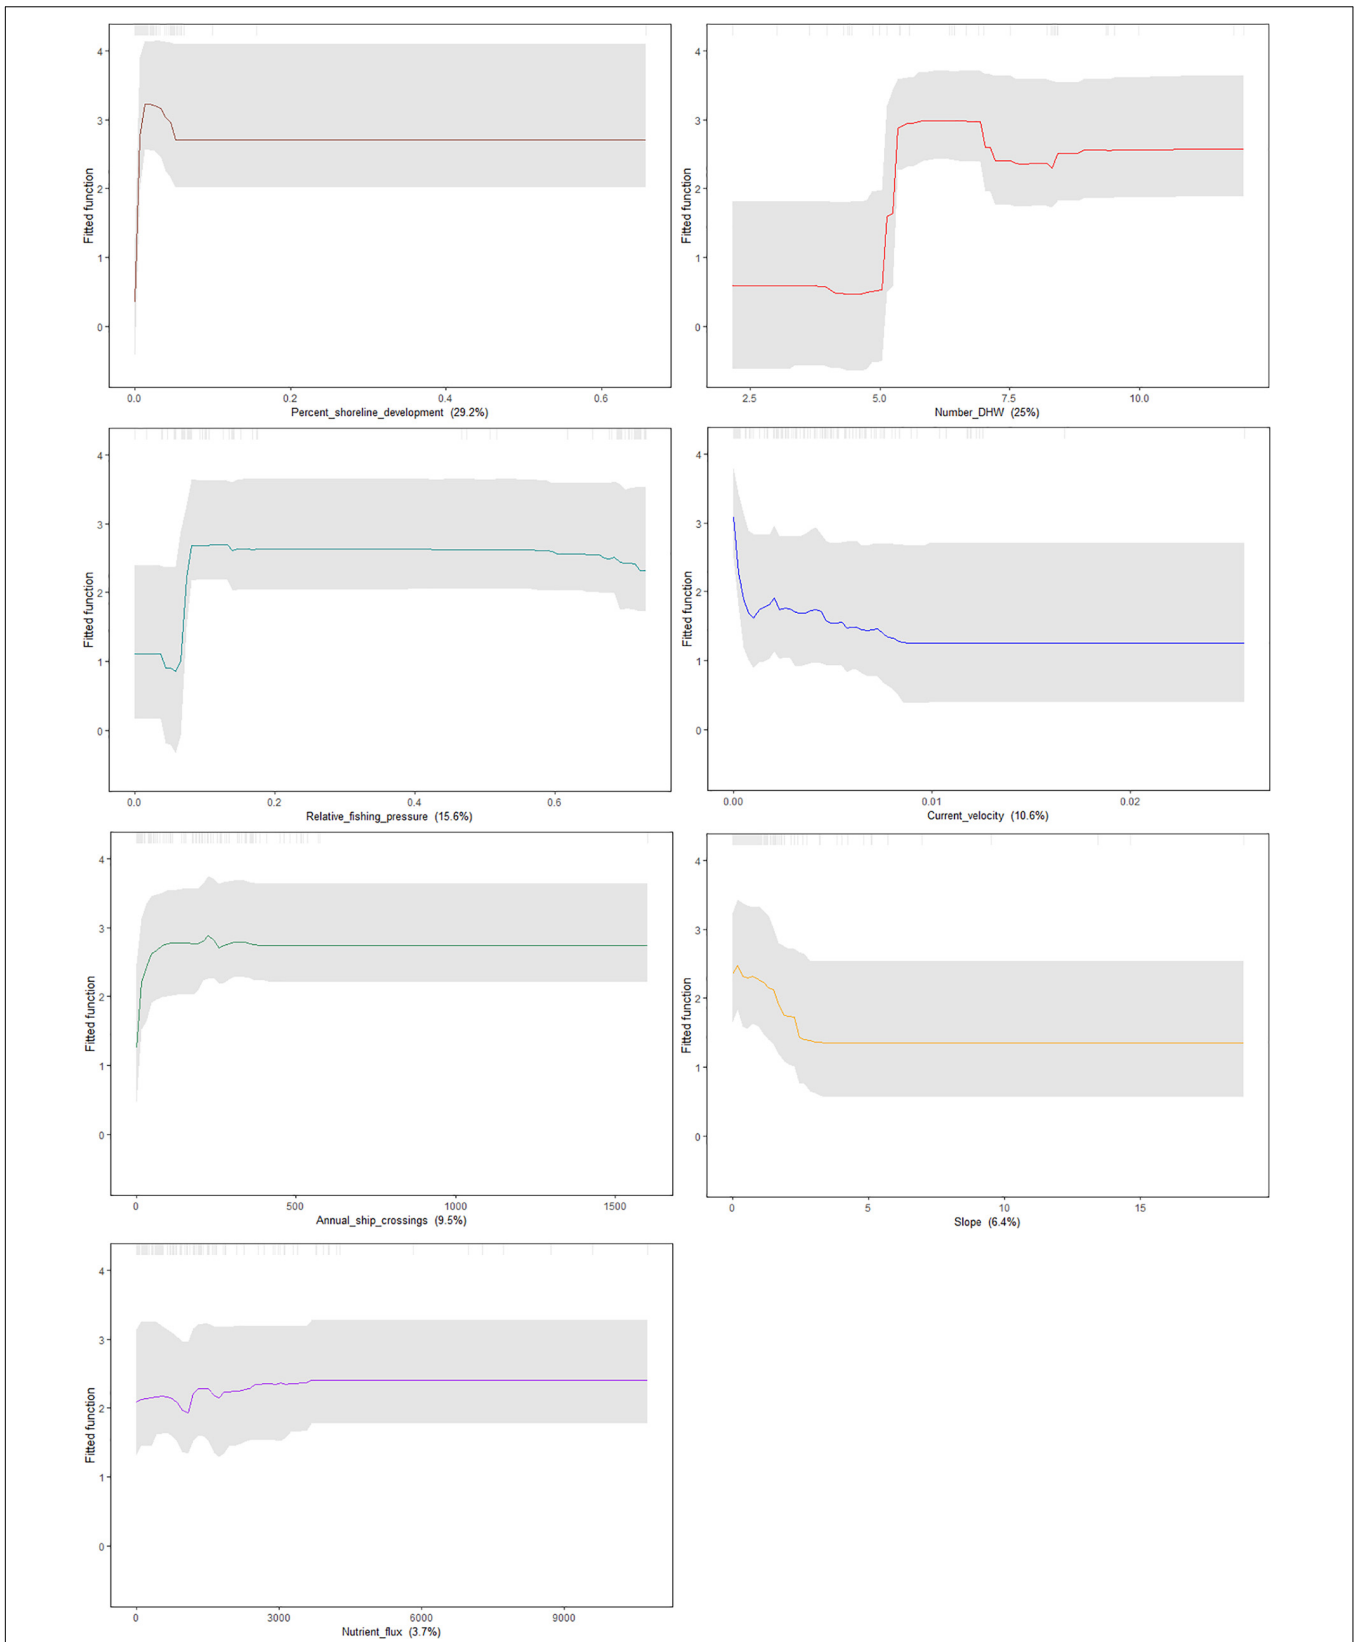 4
3
2
1
0
Fitted function
0.0 0.2 0.4 0.6
Percent_shoreline_development (29.2%)
4
3
2
1
0
Fitted function
2.5 5.0 7.5 10.0
Number_DHW (25%)
4
3
2
1
0
Fitted function
0.0 0.2 0.4 0.6
Relative_fishing_pressure (15.6%)
4
3
2
1
0
Fitted function
0.00 0.01 0.02
Current_velocity (10.6%)
4
3
2
1
0
Fitted function
0 500 1000 1500
Annual_ship_crossings (9.5%)
4
3
2
1
0
Fitted function
0 5 10 15
Slope (6.4%)
4
3
2
1
0
Fitted function
0 3000 6000 9000
Nutrient_flux (3.7%)